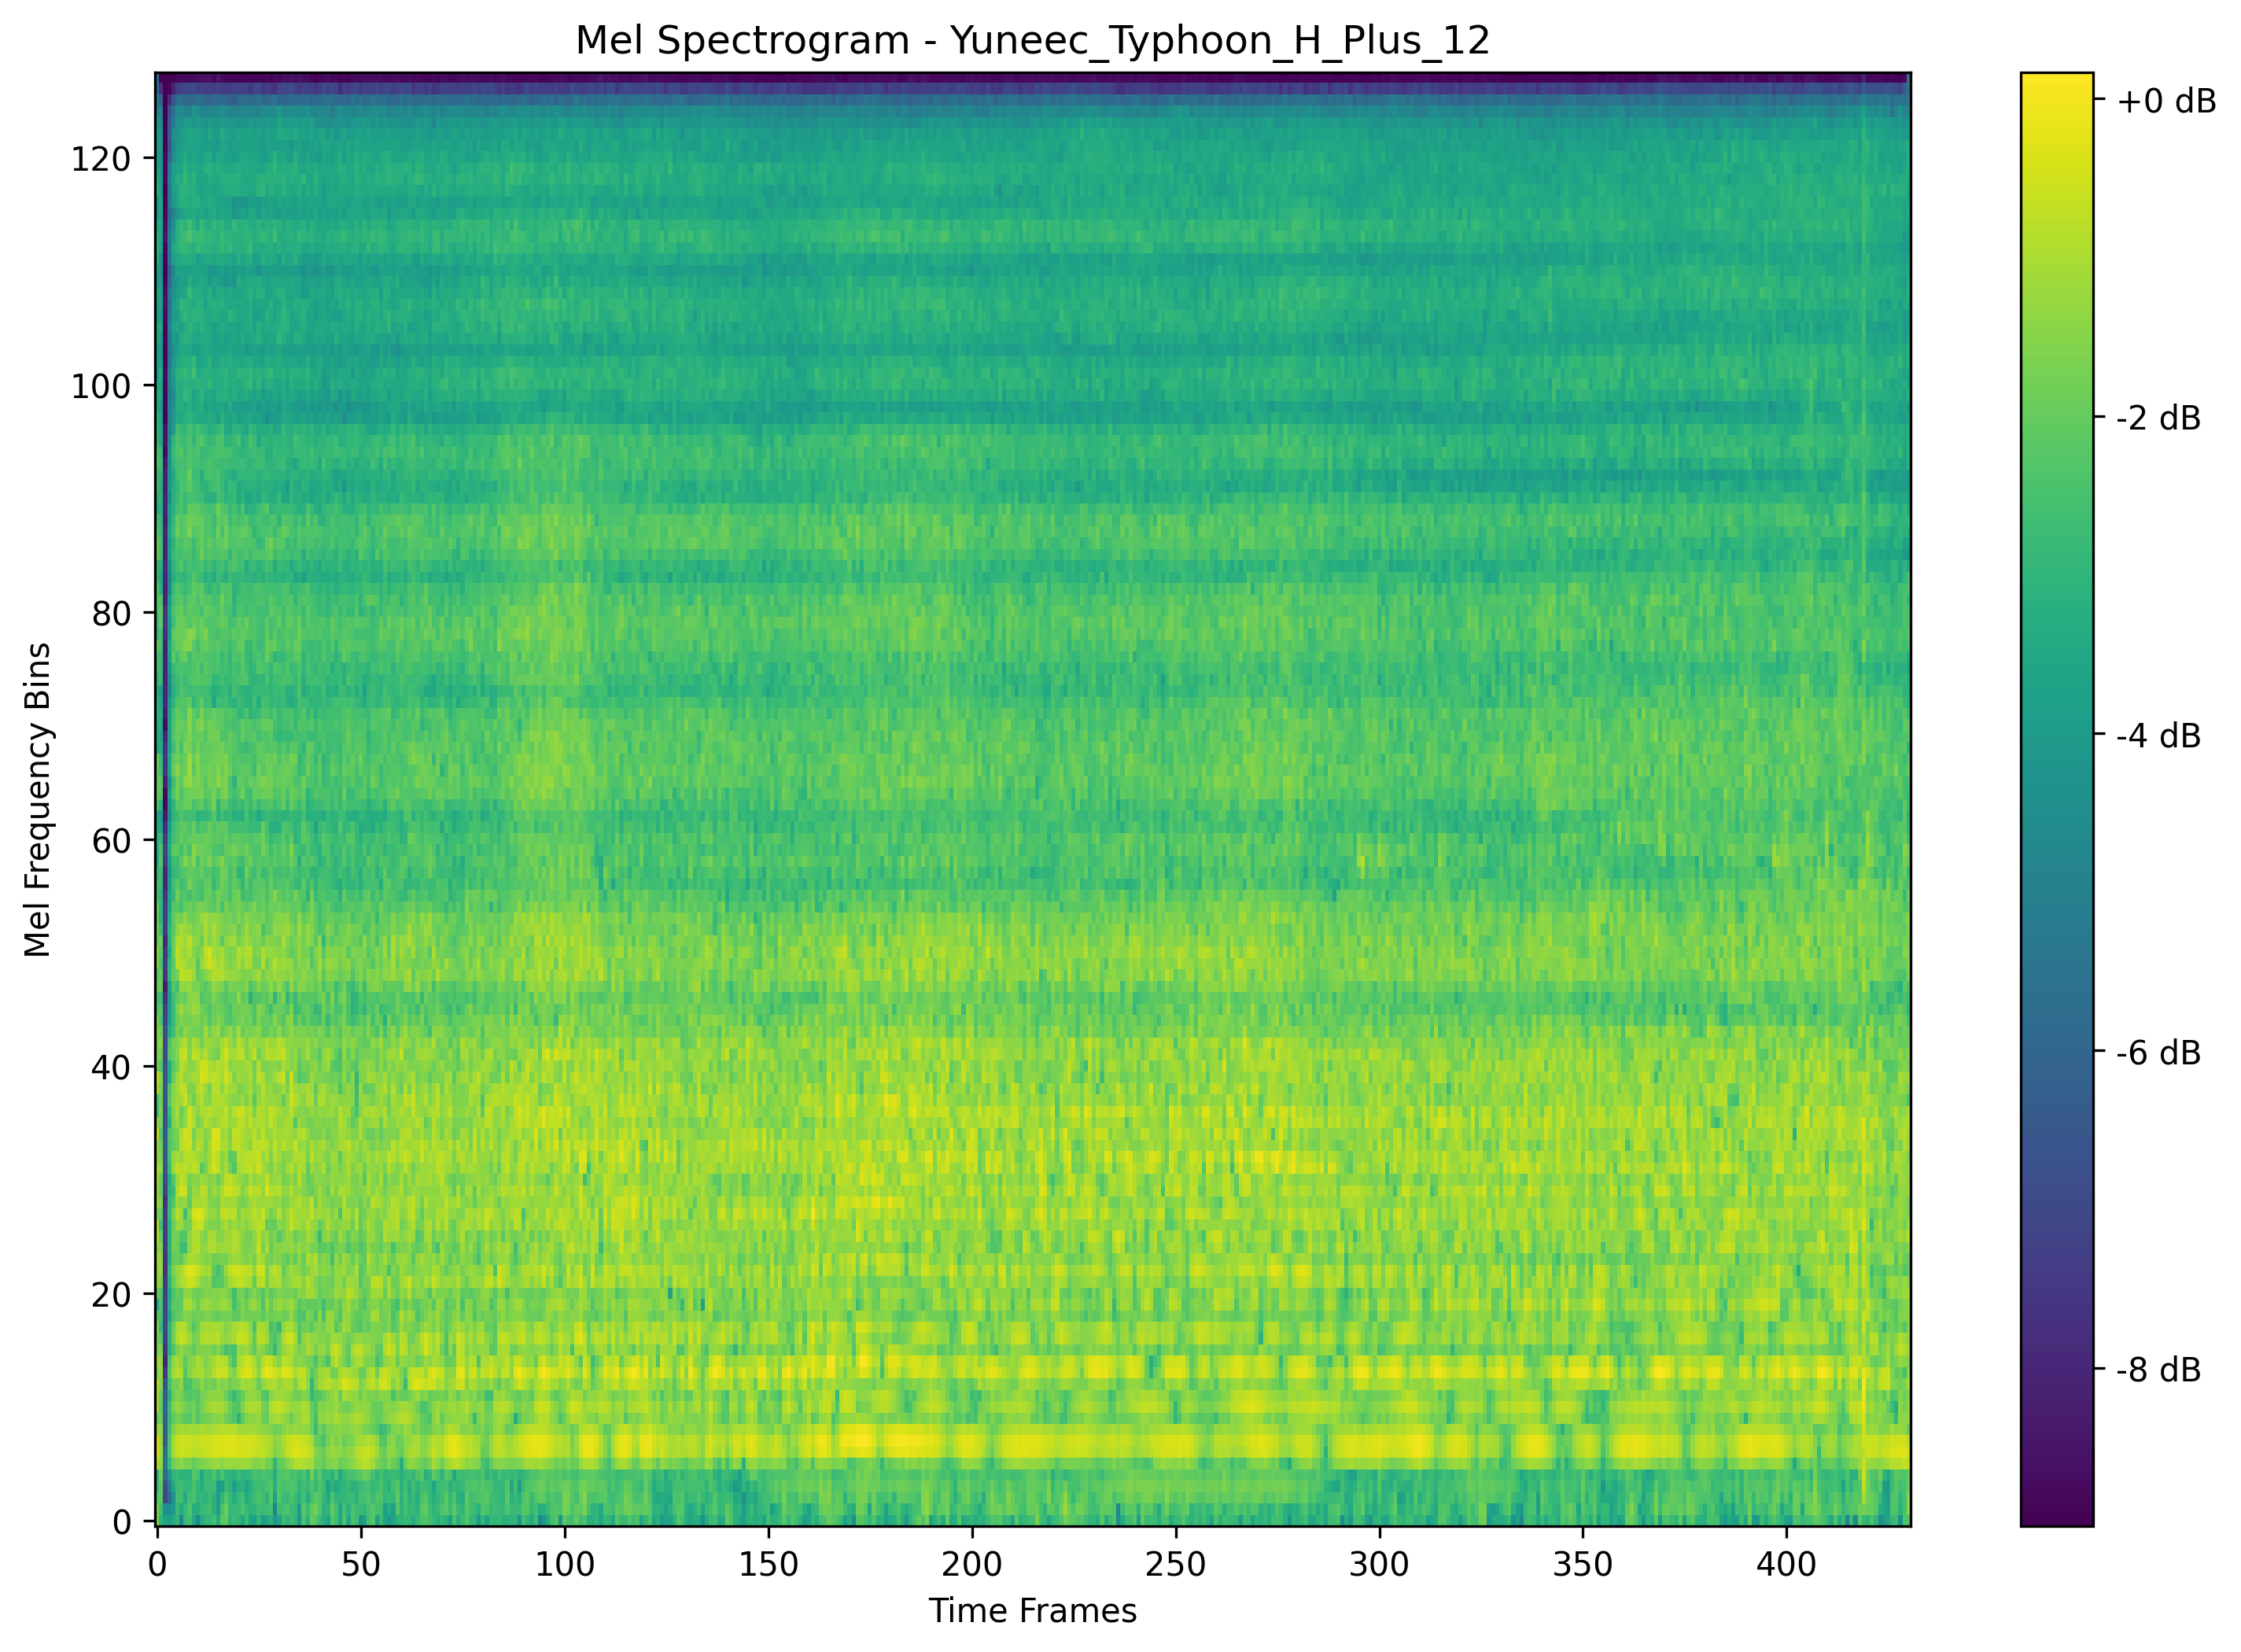 Mel Spectrogram - Yuneec_Typhoon_H_Plus_12
Mel Frequency Bins
120
100
80
60
40
20
0
0 50 100 150 200 250 300 350 400
Time Frames
+0 dB
-2 dB
-4 dB
-6 dB
-8 dB